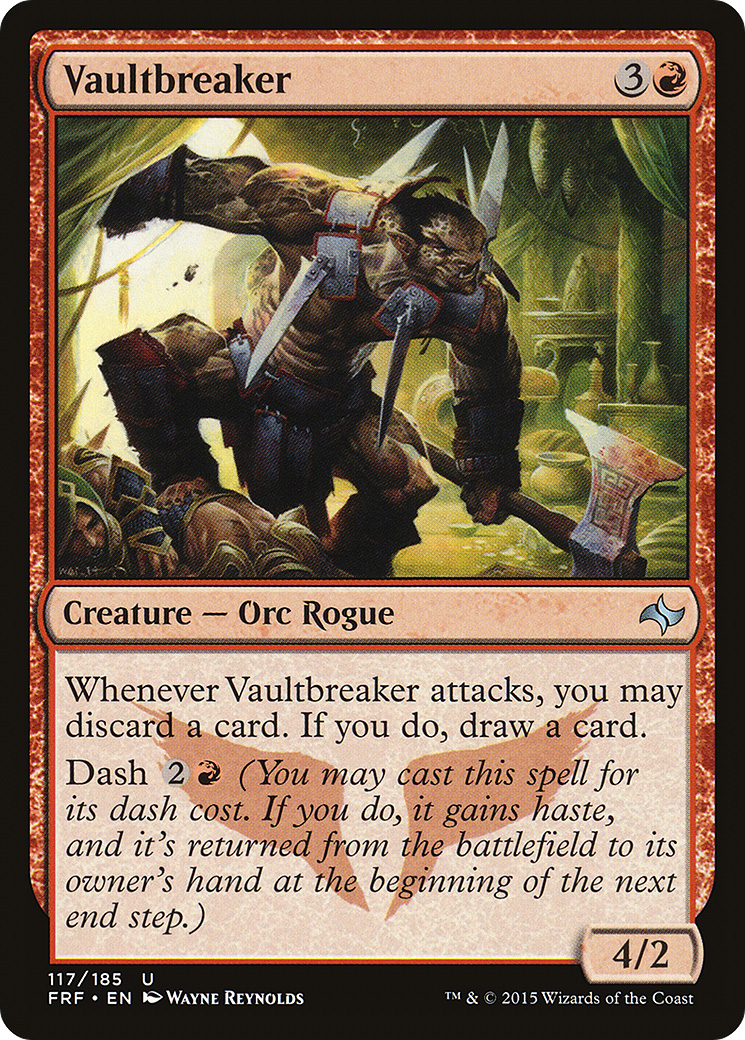 Vaultbreaker 3
Creature — Orc Rogue
Whenever Vaultbreaker attacks, you may
discard a card. If you do, draw a card.
Dash 2 (You may cast this spell for
its dash cost. If you do, it gains haste,
and it's returned from the battlefield to its
owner's hand at the beginning of the next
end step.)
4/2
117/185 U
FRF • EN Wayne Reynolds
™ & © 2015 Wizards of the Coast